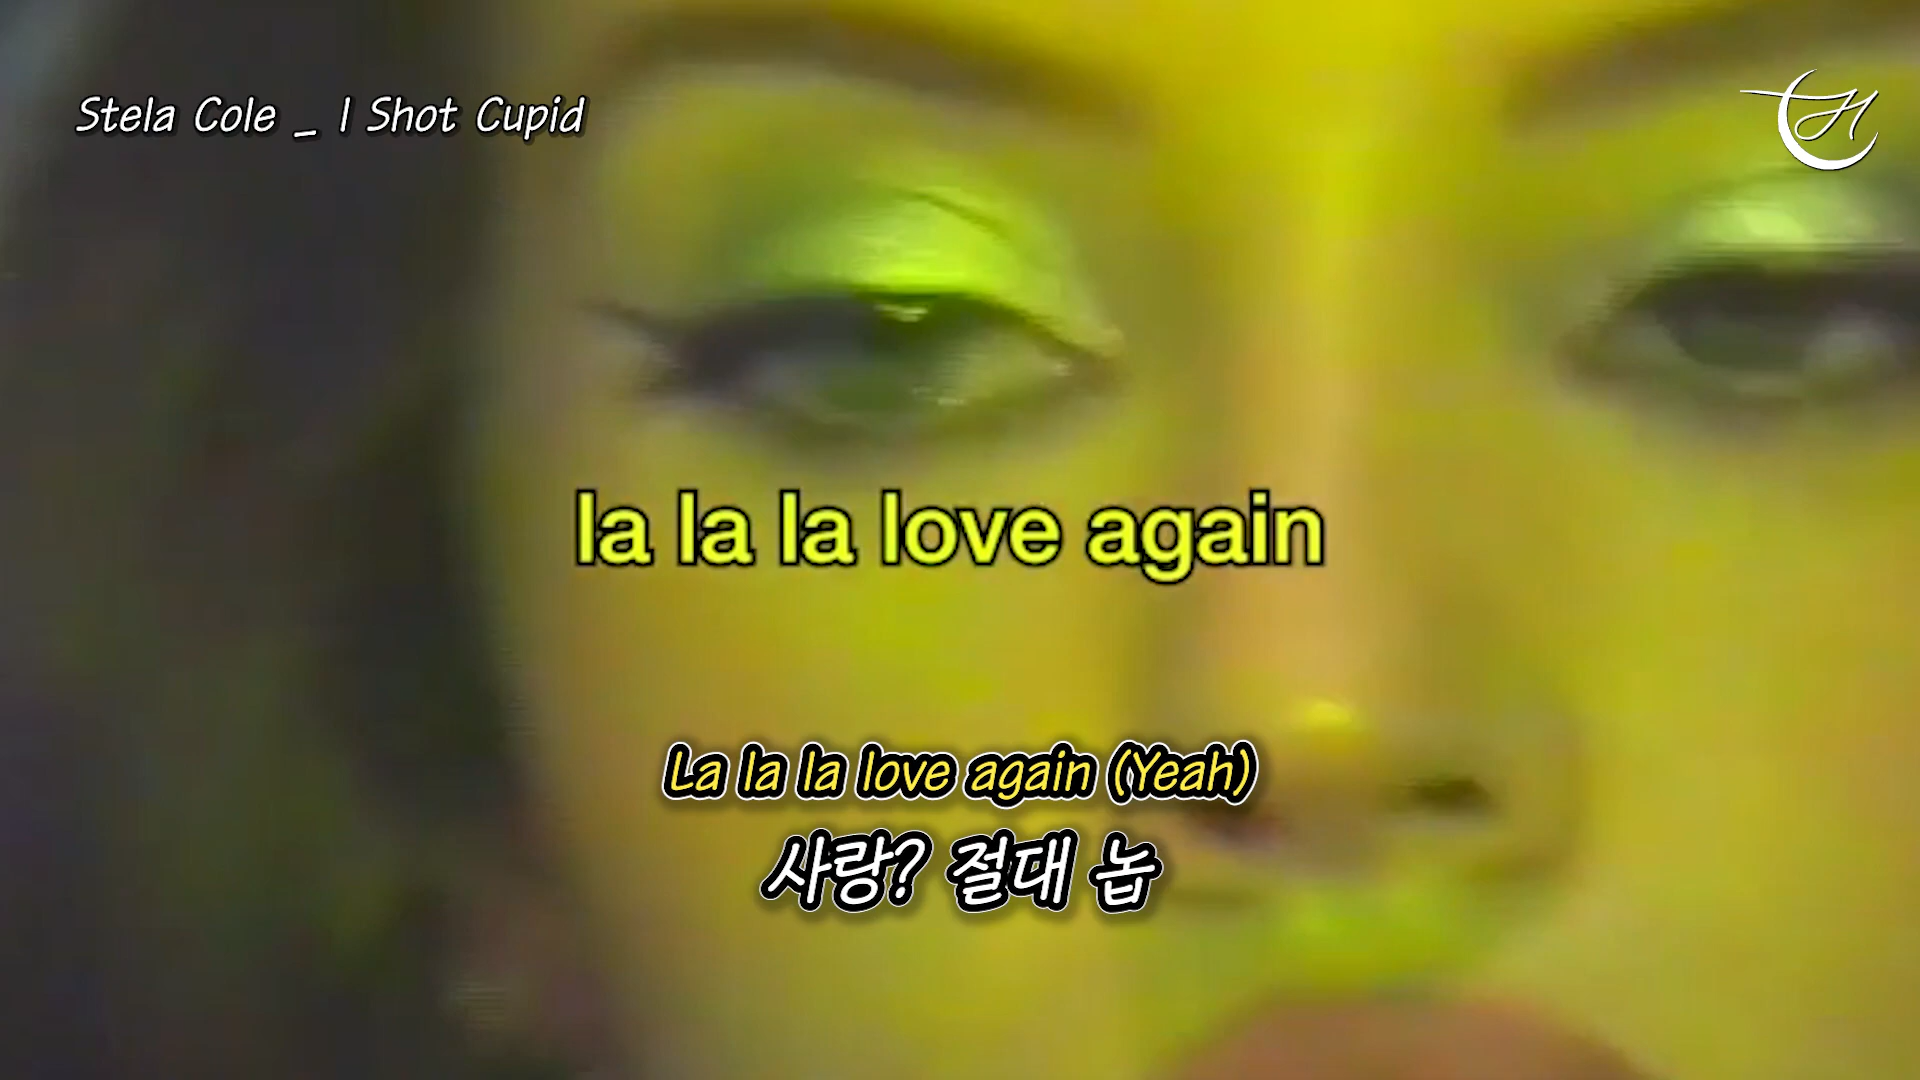 Stela Cole _ I Shot Cupid
la la la love again
La la la love again (Yeah)
사랑? 절대 놉